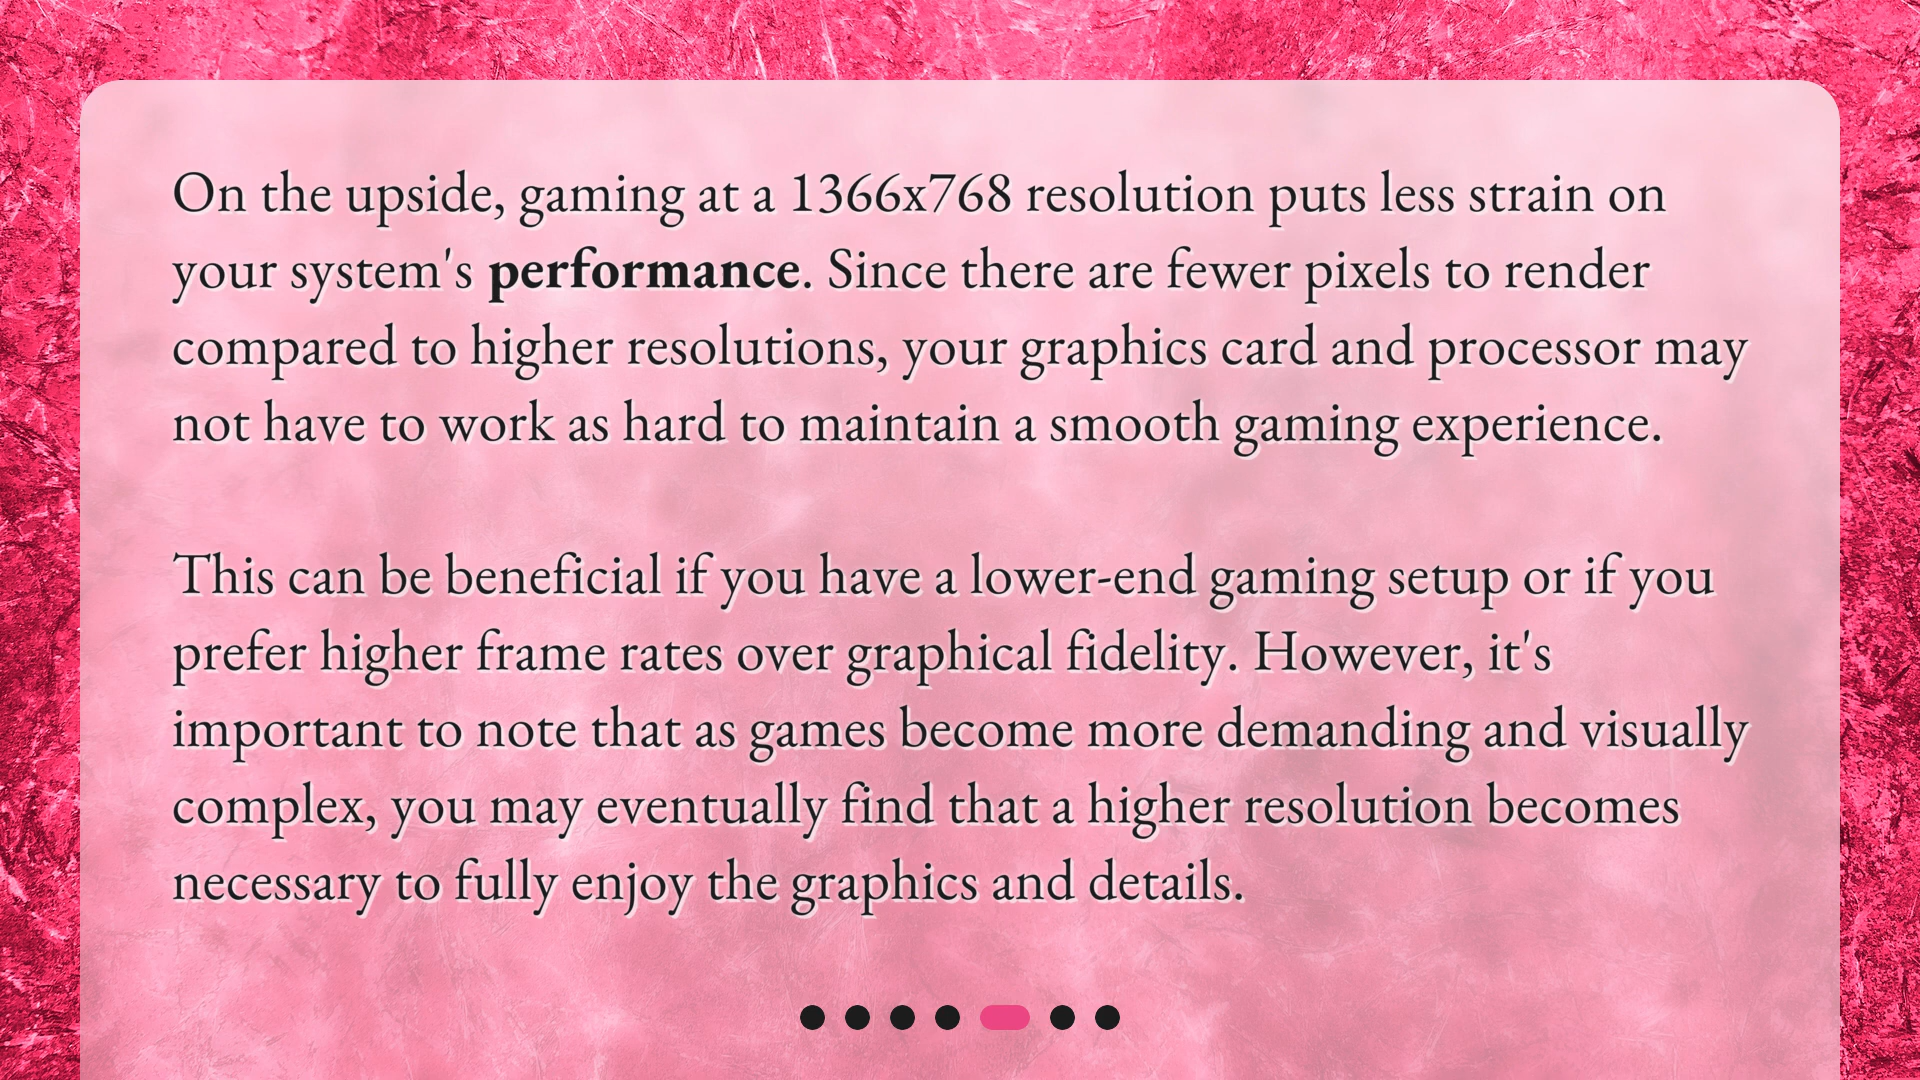 On the upside, gaming at a 1366x768 resolution puts less strain on
your system's performance. Since there are fewer pixels to render
compared to higher resolutions, your graphics card and processor may
not have to work as hard to maintain a smooth gaming experience.
This can be beneficial if you have a lower-end gaming setup or if you
prefer higher frame rates over graphical fidelity. However, it's
important to note that as games become more demanding and visually
complex, you may eventually find that a higher resolution becomes
necessary to fully enjoy the graphics and details.